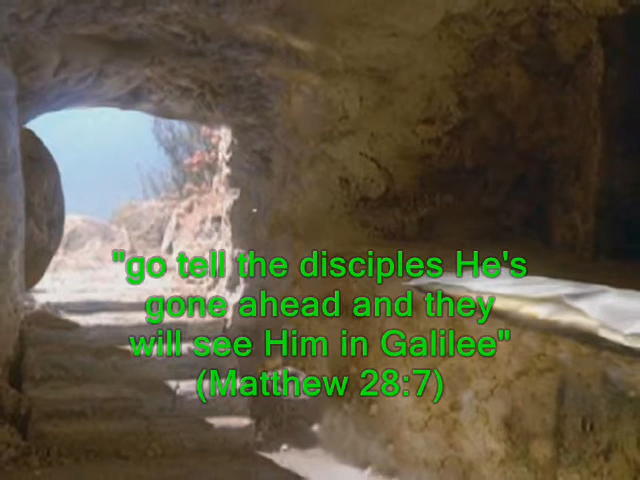 "go tell the disciples He's
gone ahead and they
will see Him in Galilee"
(Matthew 28:7)